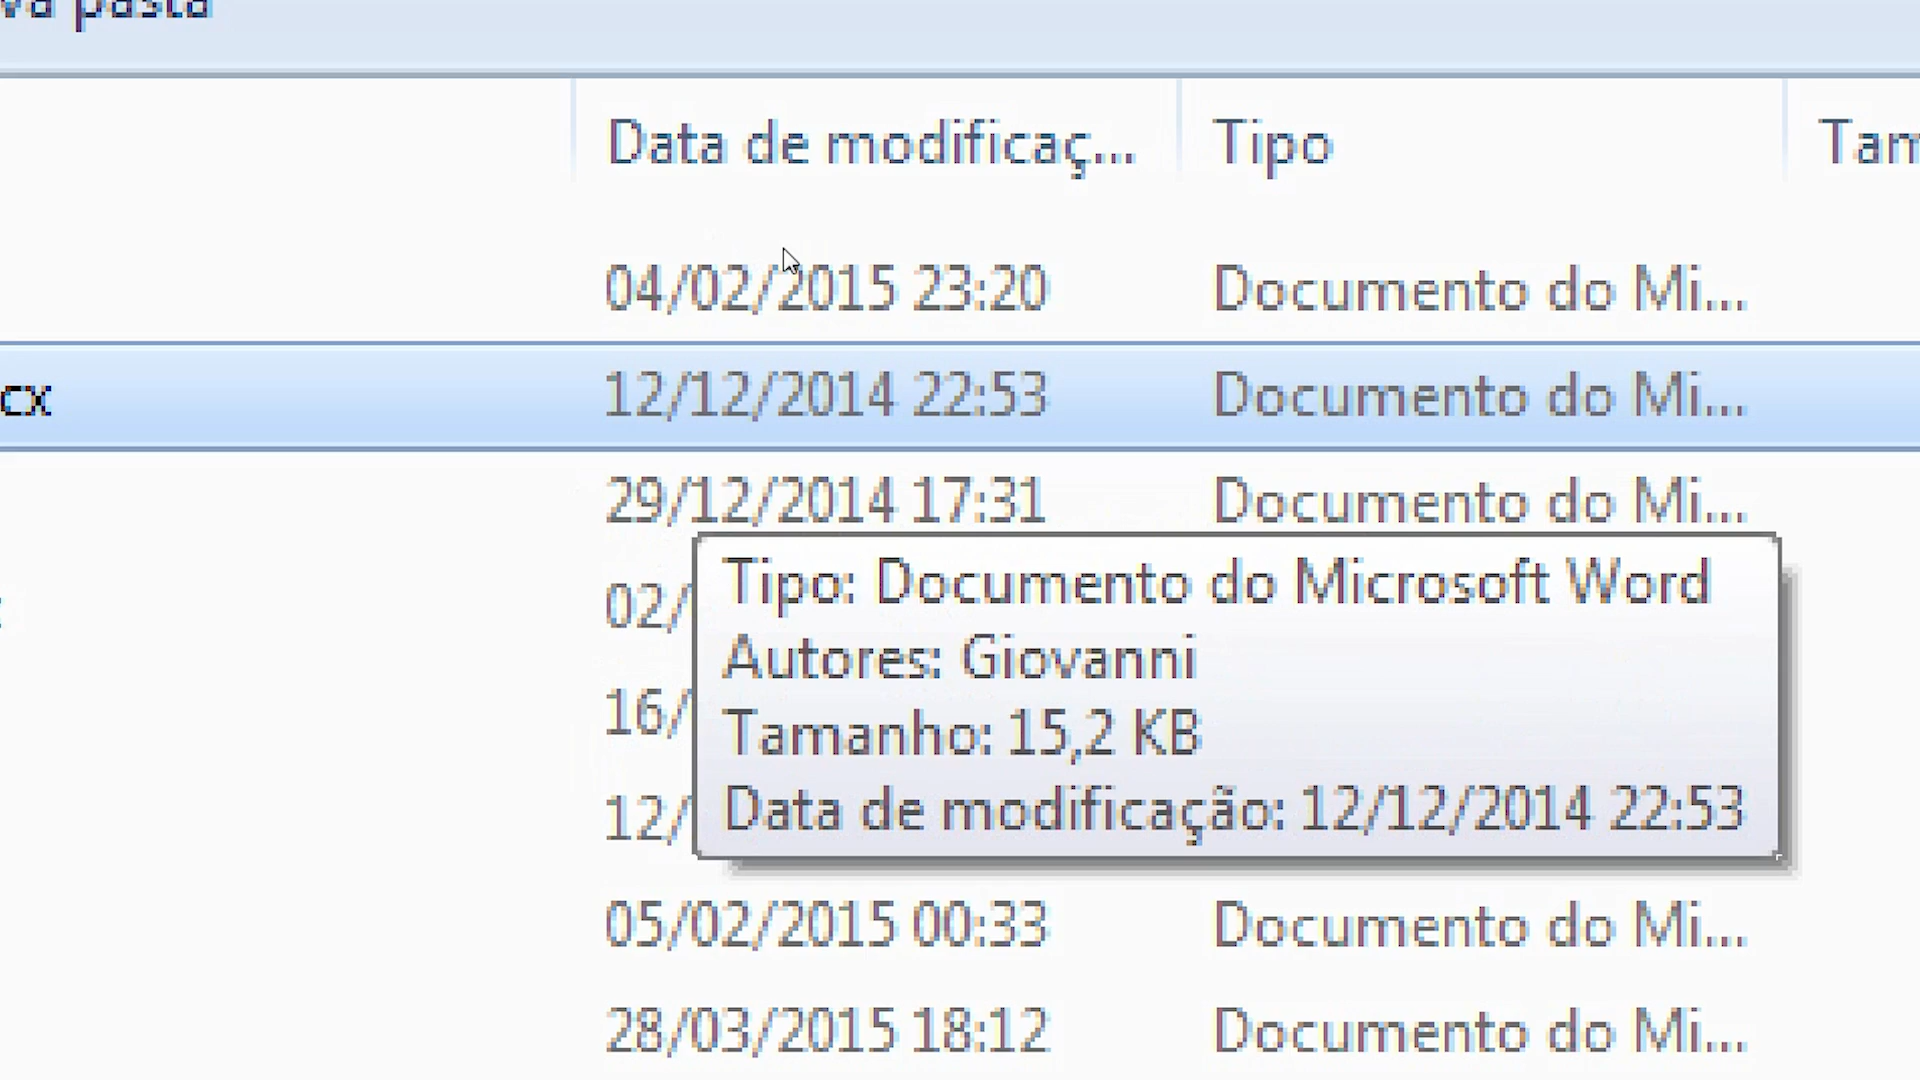 va pasta
Data de modificaç... Tipo Tam
04/02/2015 23:20 Documento do Mi...
cx 12/12/2014 22:53 Documento do Mi...
29/12/2014 17:31 Documento do Mi...
02/
16/
12/
Tipo: Documento do Microsoft Word
Autores: Giovanni
Tamanho: 15,2 KB
Data de modificação: 12/12/2014 22:53
05/02/2015 00:33 Documento do Mi...
28/03/2015 18:12 Documento do Mi...